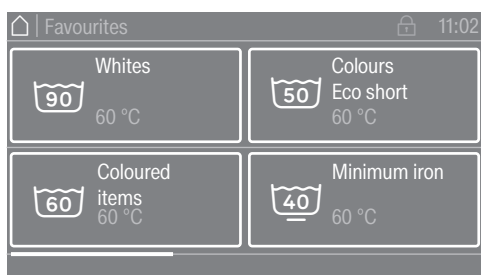 Favourites 11:02
Whites
90
60 °C
Colours
50 Eco short
60 °C
Coloured
60 items
60 °C
Minimum iron
40
60 °C